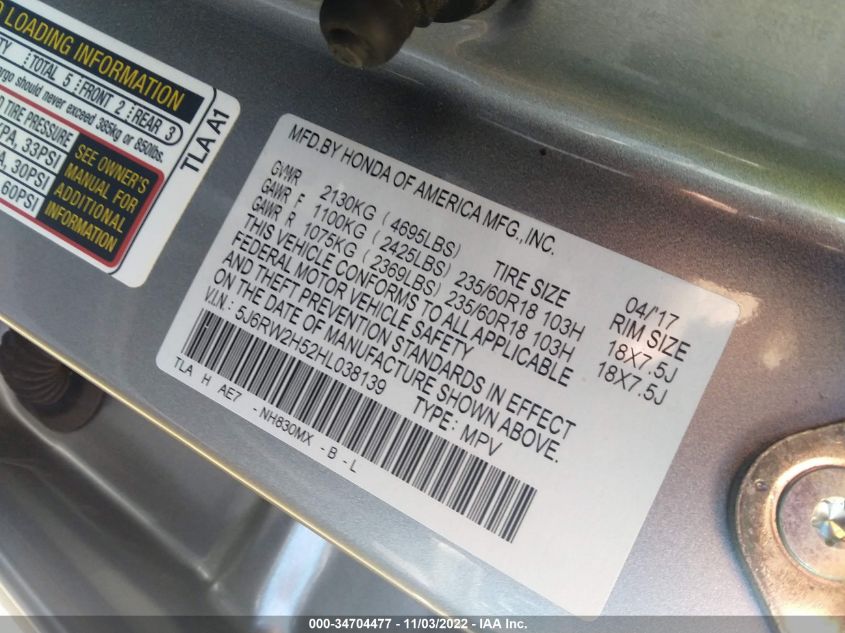 LOADING INFORMATION
TOTAL 5 FRONT 2 REAR 3
should never exceed 385kg or 850lbs.
TIRE PRESSURE
33PSI
30PSI
60PSI
SEE OWNER'S
MANUAL FOR
ADDITIONAL
INFORMATION
TLA A1
MFD.BY HONDA OF AMERICA MFG.,INC.
04/'17
GVWR 2130KG (4695LBS) TIRE SIZE RIM SIZE
GAWR F 1100KG (2425LBS) 235/60R18 103H 18X7.5J
GAWR R 1075KG (2369LBS) 235/60R18 103H 18X7.5J
THIS VEHICLE CONFORMS TO ALL APPLICABLE
FEDERAL MOTOR VEHICLE SAFETY
AND THEFT PREVENTION STANDARDS IN EFFECT
ON THE DATE OF MANUFACTURE SHOWN ABOVE.
V.I.N.: 5J6RW2H52HL038139 TYPE: MPV
TLA H AE7 -NH830MX -B -L
000-34704477 - 11/03/2022 - IAA Inc.